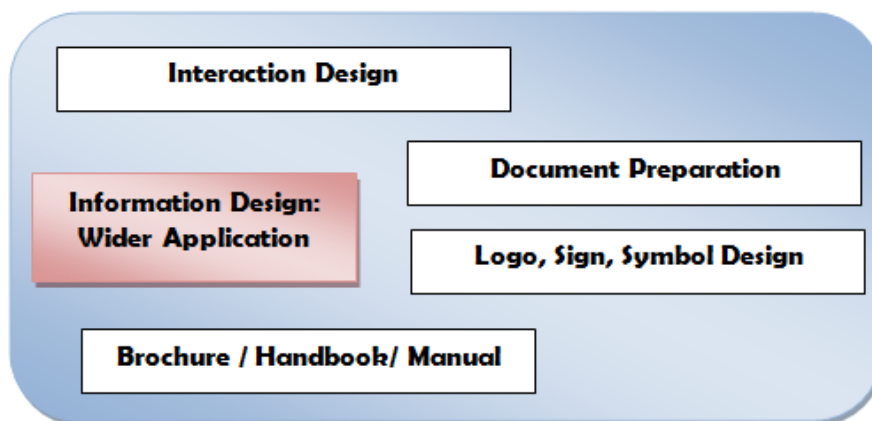 Interaction Design
Document Preparation
Information Design:
Wider Application
Logo, Sign, Symbol Design
Brochure / Handbook/ Manual